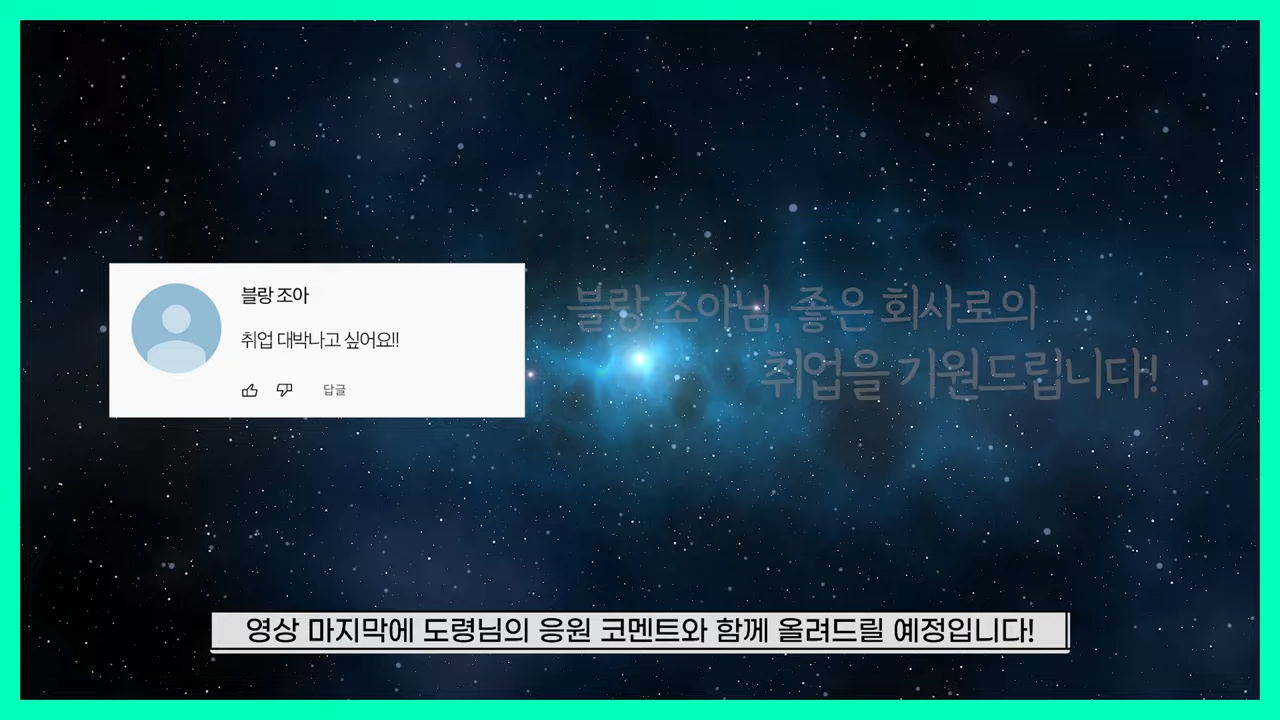 블랑 조아
취업 대박나고 싶어요!!
답글
블랑 조아님, 좋은 회사로의
취업을 기원드립니다!
영상 마지막에 도령님의 응원 코멘트와 함께 올려드릴 예정입니다!